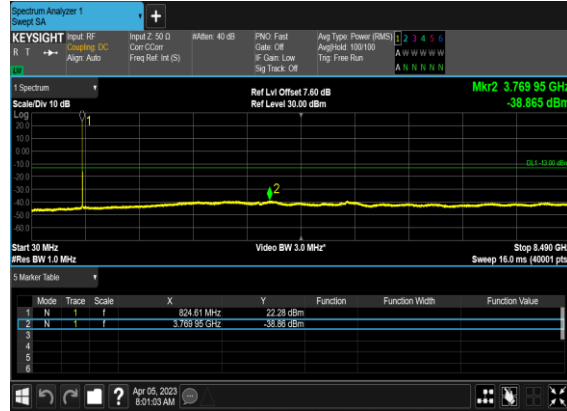 Spectrum Analyzer 1
Swept SA
+
KEYSIGHT Input: RF Input Z: 50 Ω #Atten: 40 dB PNO: Fast Avg Type: Power (RMS) 1 2 3 4 5 6
R T Coupling: DC Corr CCorr Gate: Off Avg|Hold: 100/100 A W W W W W
Align: Auto Freq Ref: Int (S) IF Gain: Low Trig: Free Run
Sig Track: Off A N N N N N
1 Spectrum Ref Lvl Offset 7.60 dB Mkr2 3.769 95 GHz
Scale/Div 10 dB Ref Level 30.00 dBm -38.865 dBm
Log
20.0
10.0
0.00
-10.0
-20.0
-30.0
-40.0
-50.0
-60.0
1
DL1 -13.00 dBm
2
Start 30 MHz Video BW 3.0 MHz* Stop 8.490 GHz
#Res BW 1.0 MHz Sweep 16.0 ms (40001 pts)
5 Marker Table
Mode Trace Scale X Y Function Function Width Function Value
1 N 1 f 824.61 MHz 22.28 dBm
2 N 1 f 3.769 95 GHz -38.86 dBm
3
4
5
6
? Apr 05, 2023
8:01:03 AM